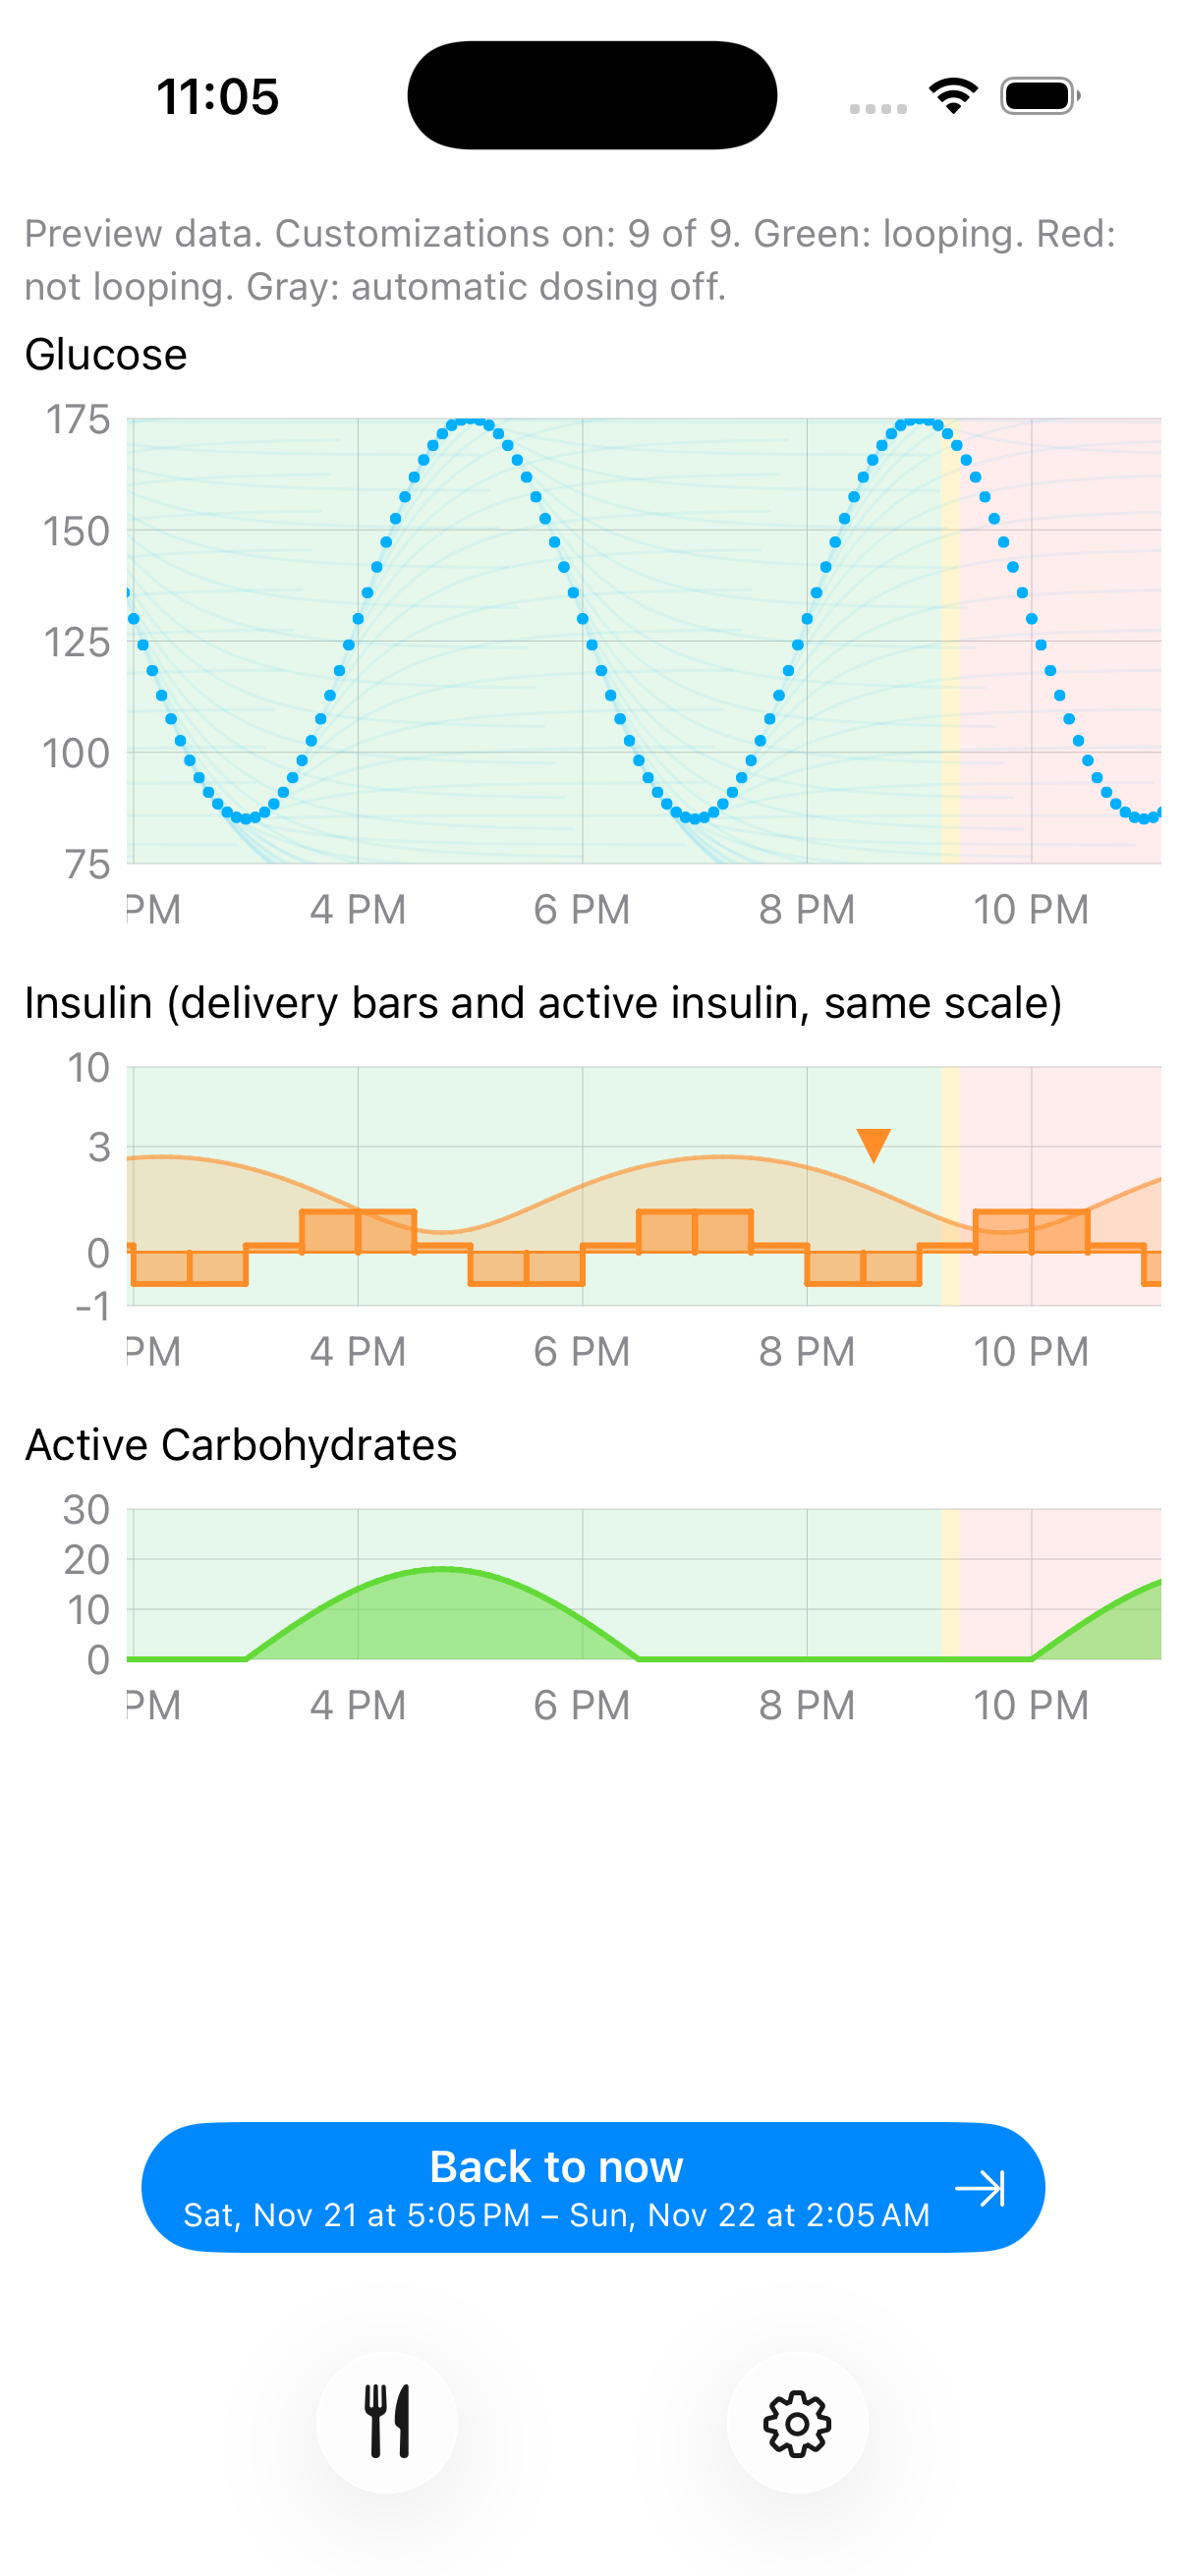 11:05
Preview data. Customizations on: 9 of 9. Green: looping. Red:
not looping. Gray: automatic dosing off.
Glucose
175
150
125
100
75
PM 4 PM 6 PM 8 PM 10 PM
Insulin (delivery bars and active insulin, same scale)
10
3
0
-1
PM 4 PM 6 PM 8 PM 10 PM
Active Carbohydrates
30
20
10
0
PM 4 PM 6 PM 8 PM 10 PM
Back to now
Sat, Nov 21 at 5:05 PM – Sun, Nov 22 at 2:05 AM